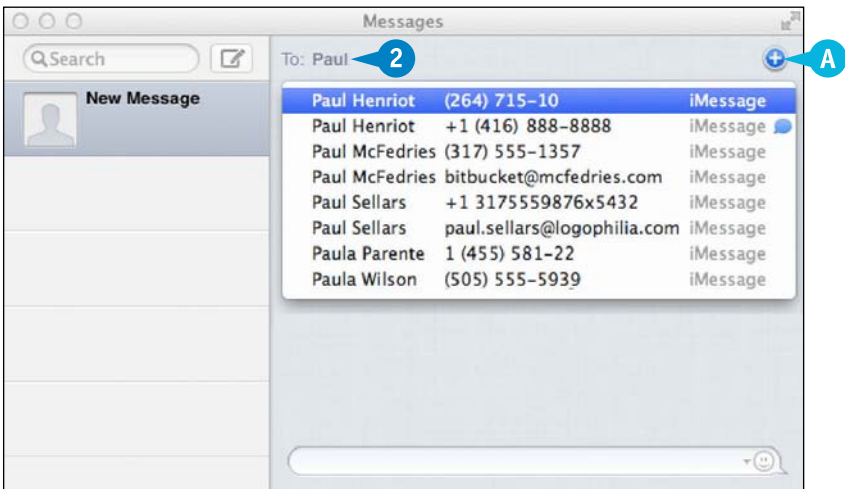 Messages
Search
To: Paul 2 A
New Message
Paul Henriot (264) 715-10 iMessage
Paul Henriot +1 (416) 888-8888 iMessage
Paul McFedries (317) 555-1357 iMessage
Paul McFedries bitbucket@mcfedries.com iMessage
Paul Sellars +1 3175559876x5432 iMessage
Paul Sellars paul.sellars@logophilia.com iMessage
Paula Parente 1 (455) 581-22 iMessage
Paula Wilson (505) 555-5939 iMessage